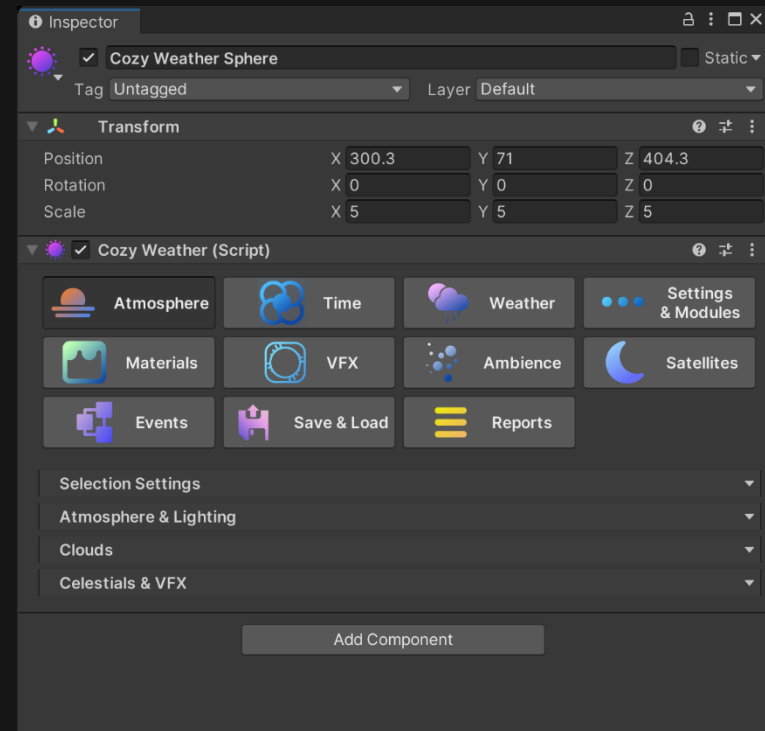 Inspector
Cozy Weather Sphere
Static
Tag Untagged Layer Default
Transform
Position X 300.3 Y 71 Z 404.3
Rotation X 0 Y 0 Z 0
Scale X 5 Y 5 Z 5
Cozy Weather (Script)
Atmosphere
Time
Weather
Settings
& Modules
Materials
VFX
Ambience
Satellites
Events
Save & Load
Reports
Selection Settings
Atmosphere & Lighting
Clouds
Celestials & VFX
Add Component